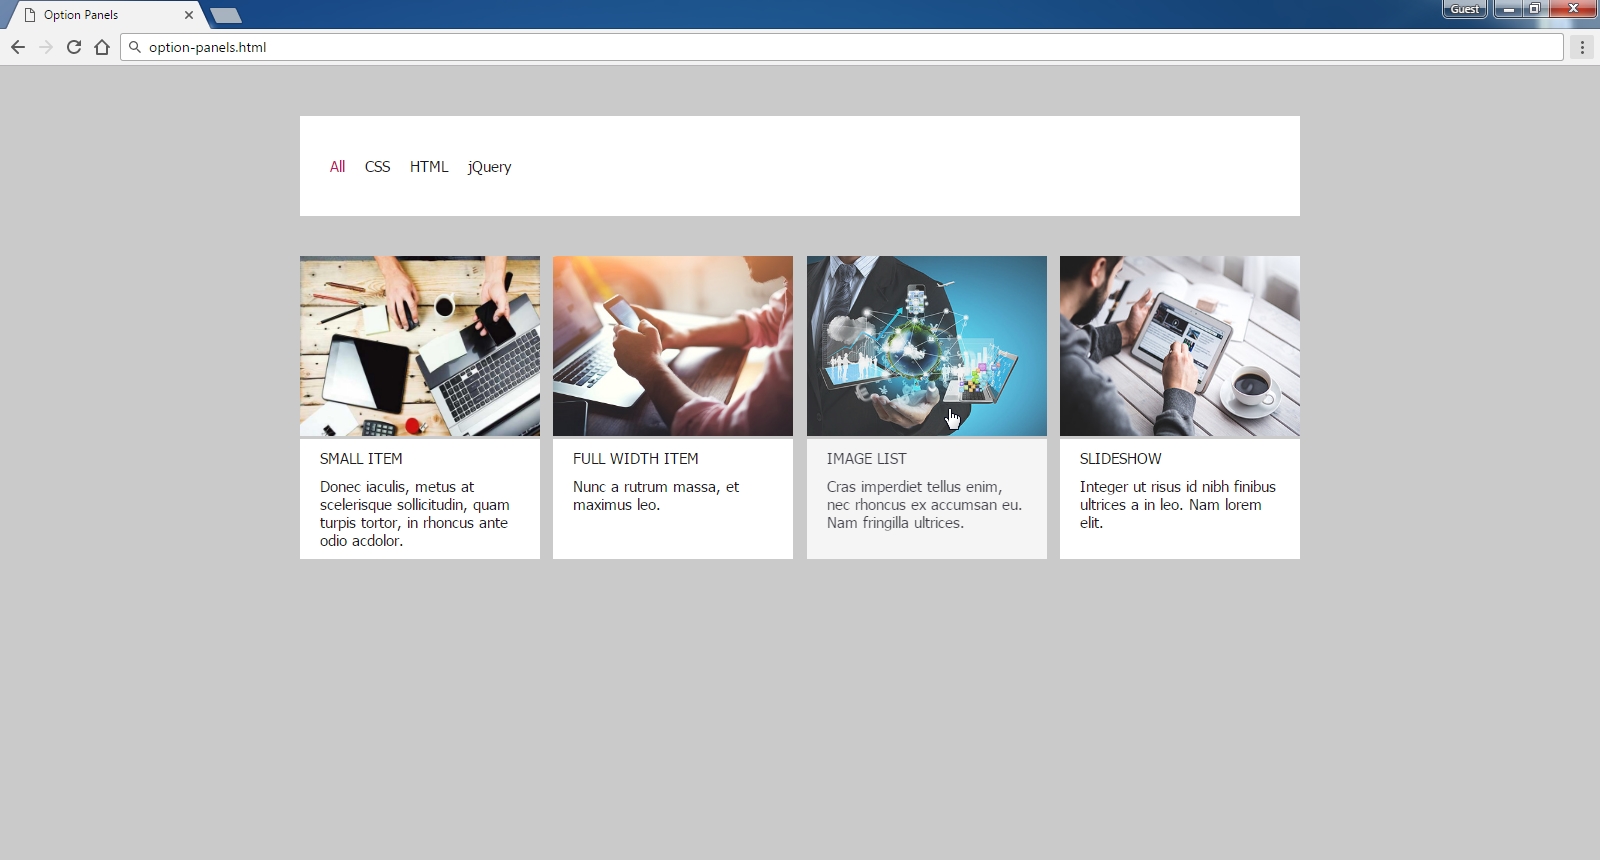 Option Panels
Guest
option-panels.html
All CSS HTML jQuery
SMALL ITEM
Donec iaculis, metus at
scelerisque sollicitudin, quam
turpis tortor, in rhoncus ante
odio acdolor.
FULL WIDTH ITEM
Nunc a rutrum massa, et
maximus leo.
IMAGE LIST
Cras imperdiet tellus enim,
nec rhoncus ex accumsan eu.
Nam fringilla ultrices.
SLIDESHOW
Integer ut risus id nibh finibus
ultrices a in leo. Nam lorem
elit.